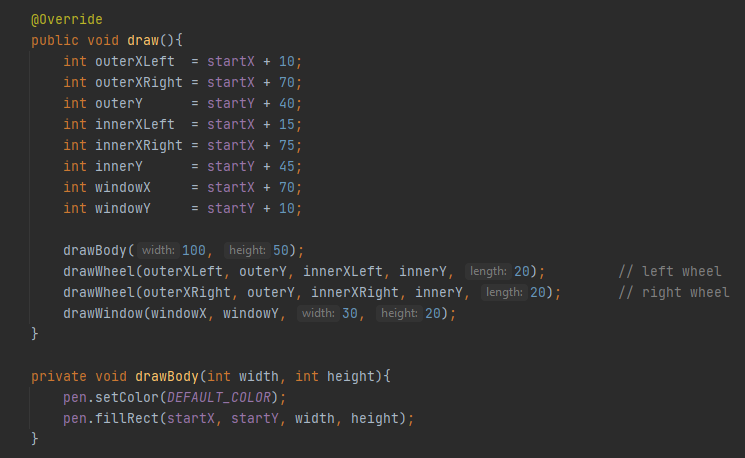 @Override
public void draw(){
    int outerXLeft  = startX + 10;
    int outerXRight = startX + 70;
    int outerY      = startY + 40;
    int innerXLeft  = startX + 15;
    int innerXRight = startX + 75;
    int innerY      = startY + 45;
    int windowX     = startX + 70;
    int windowY     = startY + 10;

    drawBody( width: 100, height: 50);
    drawWheel(outerXLeft, outerY, innerXLeft, innerY, length: 20);         // left wheel
    drawWheel(outerXRight, outerY, innerXRight, innerY, length: 20);       // right wheel
    drawWindow(windowX, windowY, width: 30, height: 20);
}

private void drawBody(int width, int height){
    pen.setColor(DEFAULT_COLOR);
    pen.fillRect(startX, startY, width, height);
}